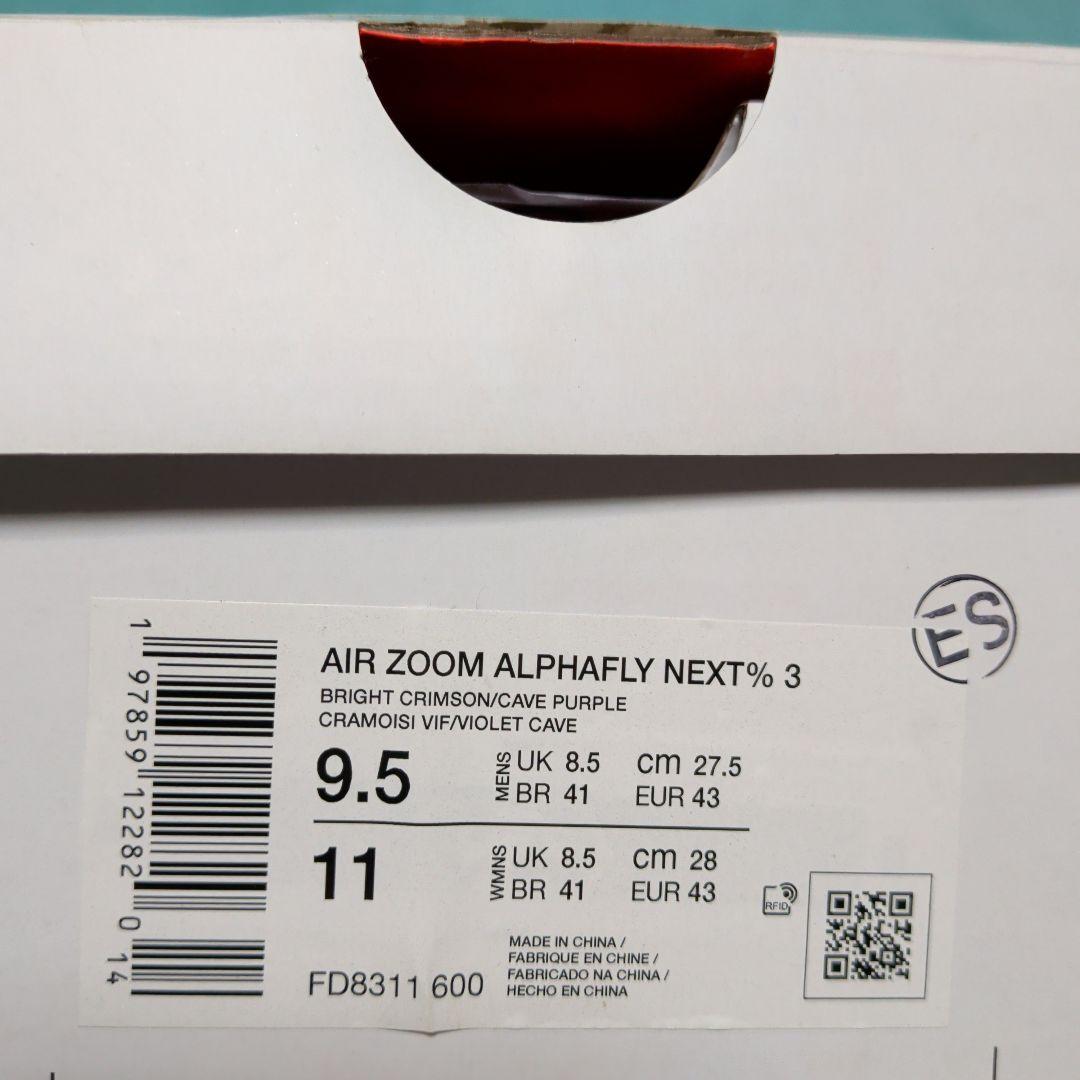 ES
AIR ZOOM ALPHAFLY NEXT% 3
BRIGHT CRIMSON/CAVE PURPLE
CRAMOISI VIF/VIOLET CAVE
9.5 MENS UK 8.5 cm 27.5
BR 41 EUR 43
11 WMNS UK 8.5 cm 28
BR 41 EUR 43
RFID
MADE IN CHINA /
FABRIQUE EN CHINE /
FABRICADO NA CHINA /
HECHO EN CHINA
FD8311 600
1 97859 12282 0 14